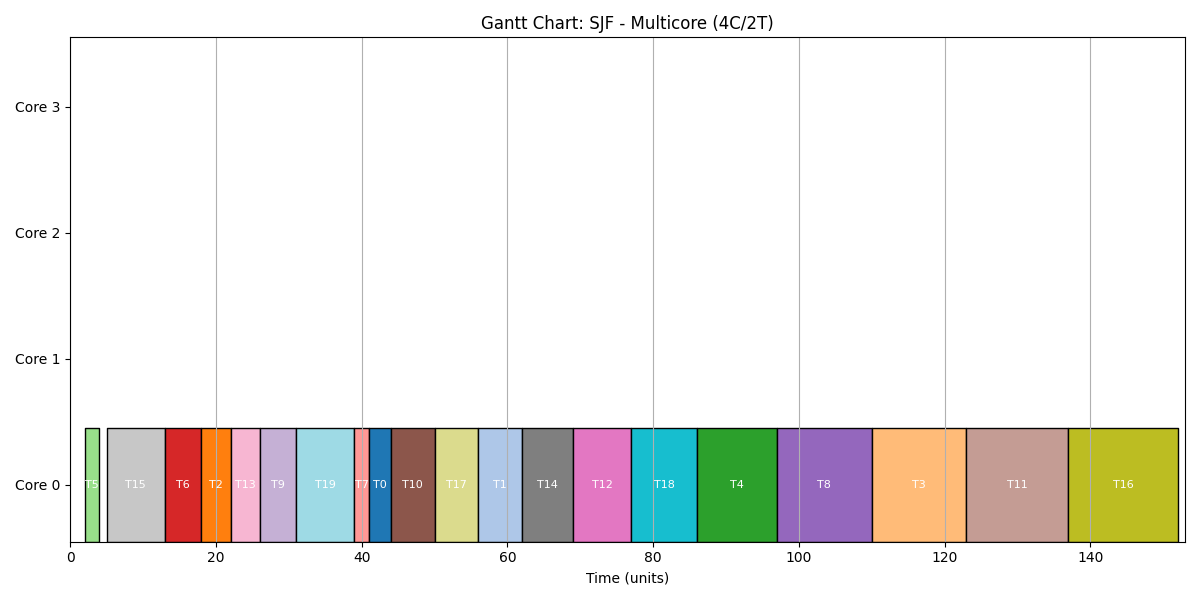 Gantt Chart: SJF - Multicore (4C/2T)
Core 3
Core 2
Core 1
Core 0
T5 T15 T6 T2 T13 T9 T19 T7 T0 T10 T17 T1 T14 T12 T18 T4 T8 T3 T11 T16
0 20 40 60 80 100 120 140
Time (units)